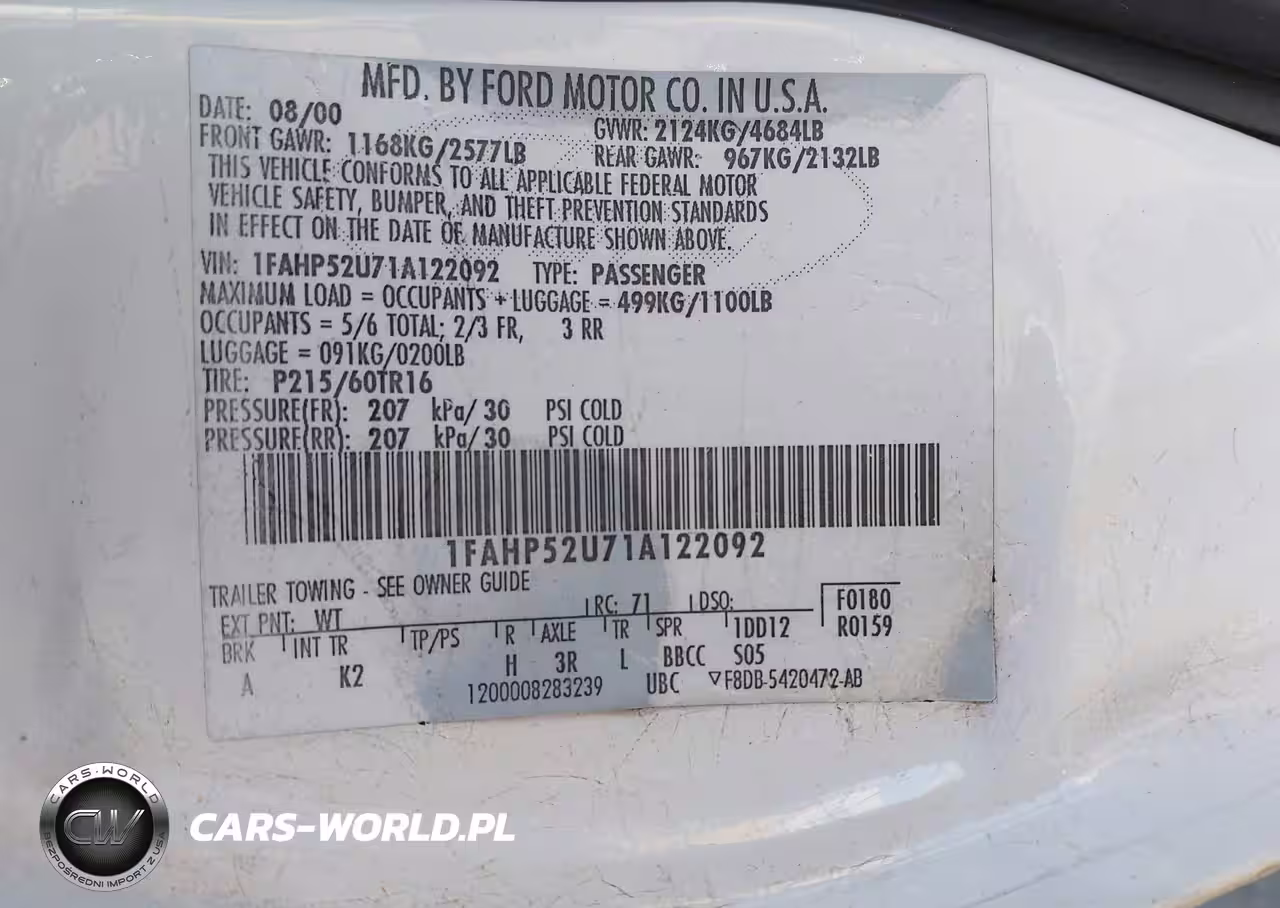 MFD. BY FORD MOTOR CO. IN U.S.A.
DATE: 08/00 GVWR: 2124KG/4684LB
FRONT GAWR: 1168KG/2577LB REAR GAWR: 967KG/2132LB
THIS VEHICLE CONFORMS TO ALL APPLICABLE FEDERAL MOTOR
VEHICLE SAFETY, BUMPER, AND THEFT PREVENTION STANDARDS
IN EFFECT ON THE DATE OF MANUFACTURE SHOWN ABOVE.
VIN: 1FAHP52U71A122092 TYPE: PASSENGER
MAXIMUM LOAD = OCCUPANTS + LUGGAGE = 499KG/1100LB
OCCUPANTS = 5/6 TOTAL; 2/3 FR, 3 RR
LUGGAGE = 091KG/0200LB
TIRE: P215/60TR16
PRESSURE(FR): 207 kPa/ 30 PSI COLD
PRESSURE(RR): 207 kPa/ 30 PSI COLD
1FAHP52U71A122092
TRAILER TOWING - SEE OWNER GUIDE
EXT PNT: WT RC: 71 DSO: F0180
BRK INT TR TP/PS R AXLE TR SPR 1DD12 R0159
A K2 H 3R L BBCC S05
1200008283239 UBC ▽F8DB-5420472-AB
CARS-WORLD
CW
BEZPOŚREDNI IMPORT Z USA
CARS-WORLD.PL